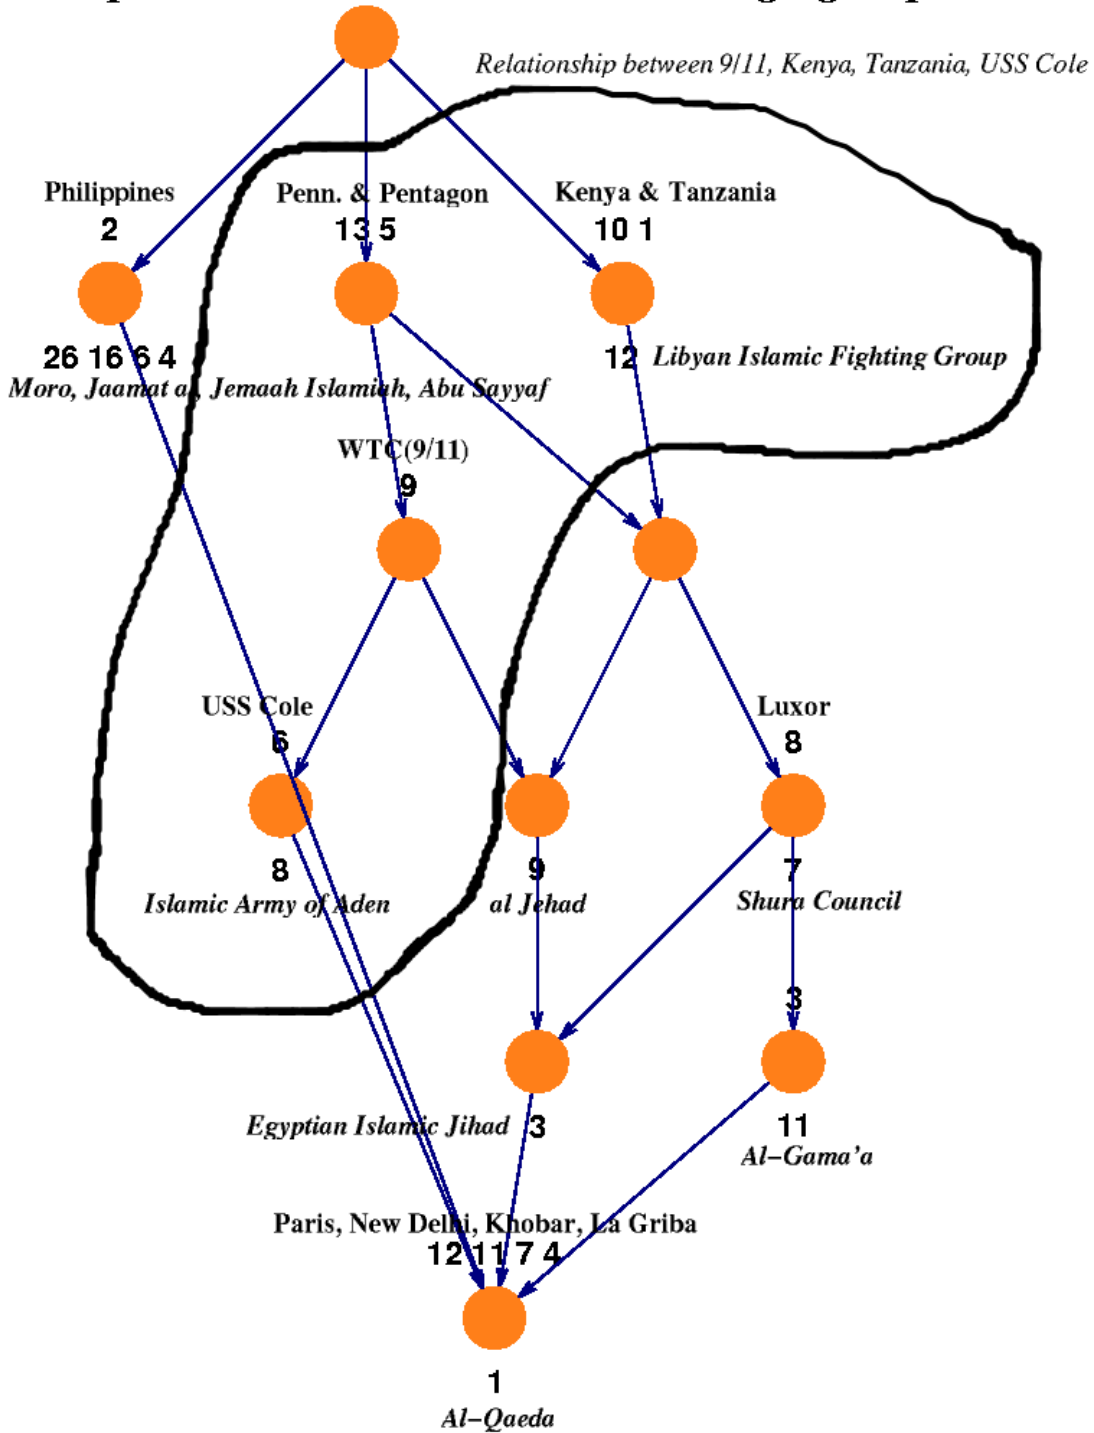 Relationship between 9/11, Kenya, Tanzania, USS Cole
Philippines
2
Penn. & Pentagon
13 5
Kenya & Tanzania
10 1
26 16 6 4
Moro, Jaamat al, Jemaah Islamiah, Abu Sayyaf
12 Libyan Islamic Fighting Group
WTC(9/11)
9
USS Cole
6
Luxor
8
8
Islamic Army of Aden
9
al Jehad
7
Shura Council
3
Egyptian Islamic Jihad 3
11
Al-Gama'a
Paris, New Delhi, Khobar, La Griba
12 11 7 4
1
Al-Qaeda